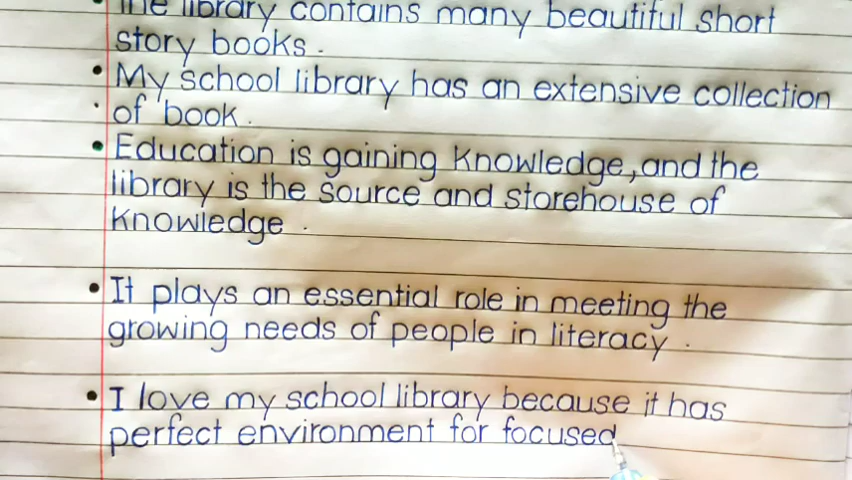 The library contains many beautiful short
story books.
• My school library has an extensive collection
of book.
• Education is gaining knowledge, and the
library is the source and storehouse of
knowledge.
• It plays an essential role in meeting the
growing needs of people in literacy.
• I love my school library because it has
perfect environment for focused